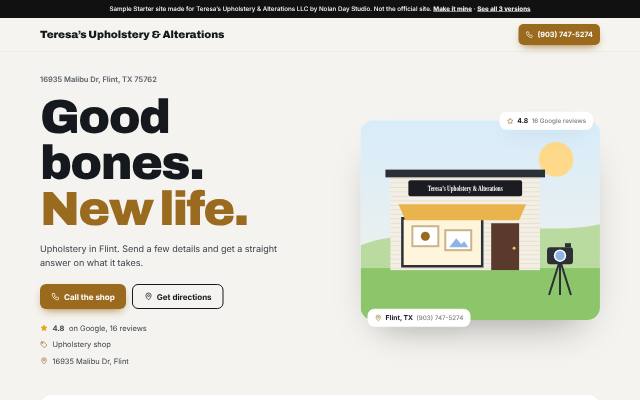 Sample Starter site made for Teresa's Upholstery & Alterations LLC by Nolan Day Studio. Not the official site. Make it mine · See all 3 versions
Teresa's Upholstery & Alterations
(903) 747-5274
16935 Malibu Dr, Flint, TX 75762
Good
bones.
New life.
Upholstery in Flint. Send a few details and get a straight
answer on what it takes.
Call the shop
Get directions
4.8 on Google, 16 reviews
Upholstery shop
16935 Malibu Dr, Flint
4.8 16 Google reviews
Teresa's Upholstery & Alterations
Flint, TX (903) 747-5274